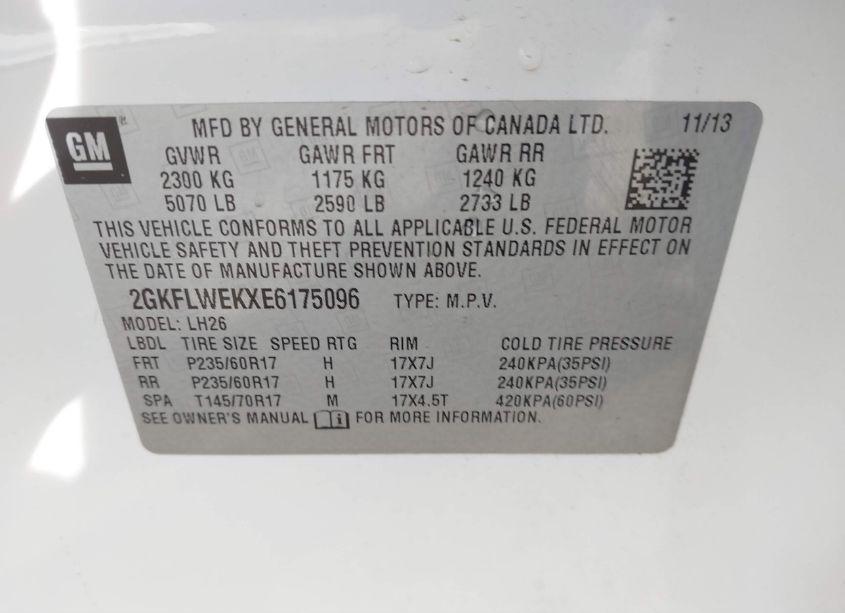 GM
MFD BY GENERAL MOTORS OF CANADA LTD. 11/13
GVWR GAWR FRT GAWR RR
2300 KG 1175 KG 1240 KG
5070 LB 2590 LB 2733 LB
THIS VEHICLE CONFORMS TO ALL APPLICABLE U.S. FEDERAL MOTOR
VEHICLE SAFETY AND THEFT PREVENTION STANDARDS IN EFFECT ON
THE DATE OF MANUFACTURE SHOWN ABOVE.
2GKFLWEKXE6175096 TYPE: M.P.V.
MODEL: LH26
LBDL TIRE SIZE SPEED RTG RIM COLD TIRE PRESSURE
FRT P235/60R17 H 17X7J 240KPA(35PSI)
RR P235/60R17 H 17X7J 240KPA(35PSI)
SPA T145/70R17 M 17X4.5T 420KPA(60PSI)
SEE OWNER'S MANUAL FOR MORE INFORMATION.